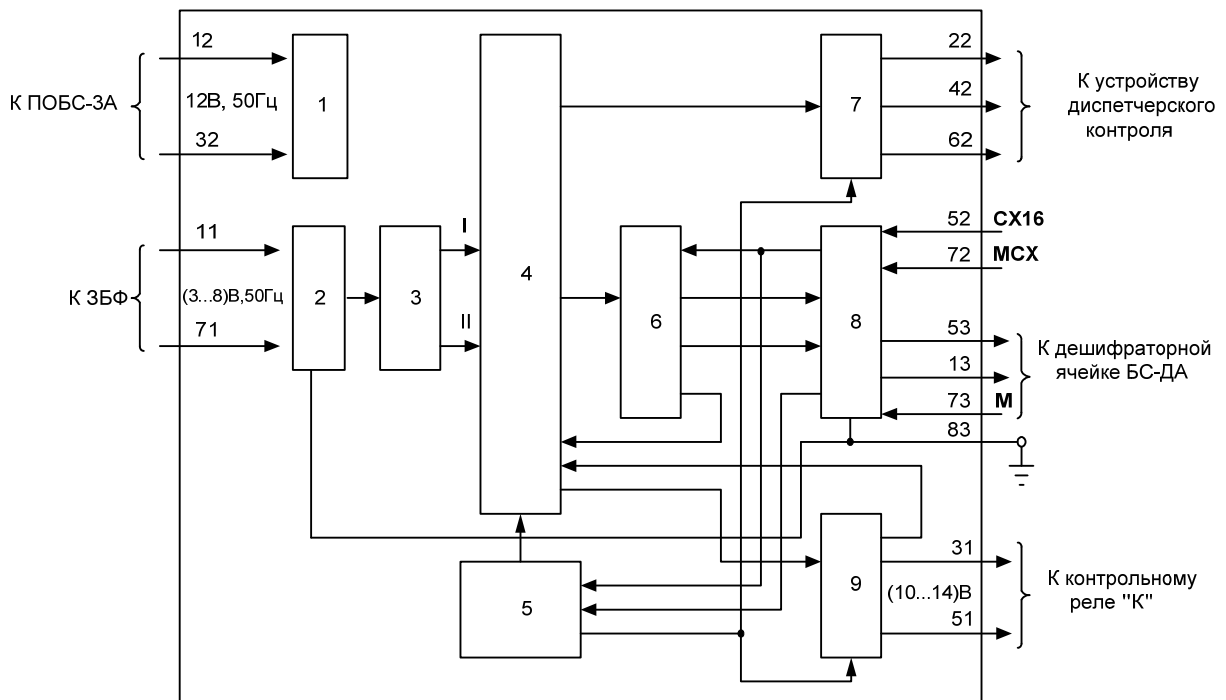 12
22
К ПОБС-3А
12В, 50Гц
1
7
42
К устройству
диспетчерского
контроля
32
62
52
СХ16
11
I
72
МСХ
К ЗБФ
(3...8)В,50Гц
2
3
4
6
8
71
II
53
13
К дешифраторной
ячейке БС-ДА
73
М
83
31
5
9
(10...14)В
К контрольному
реле "К"
51